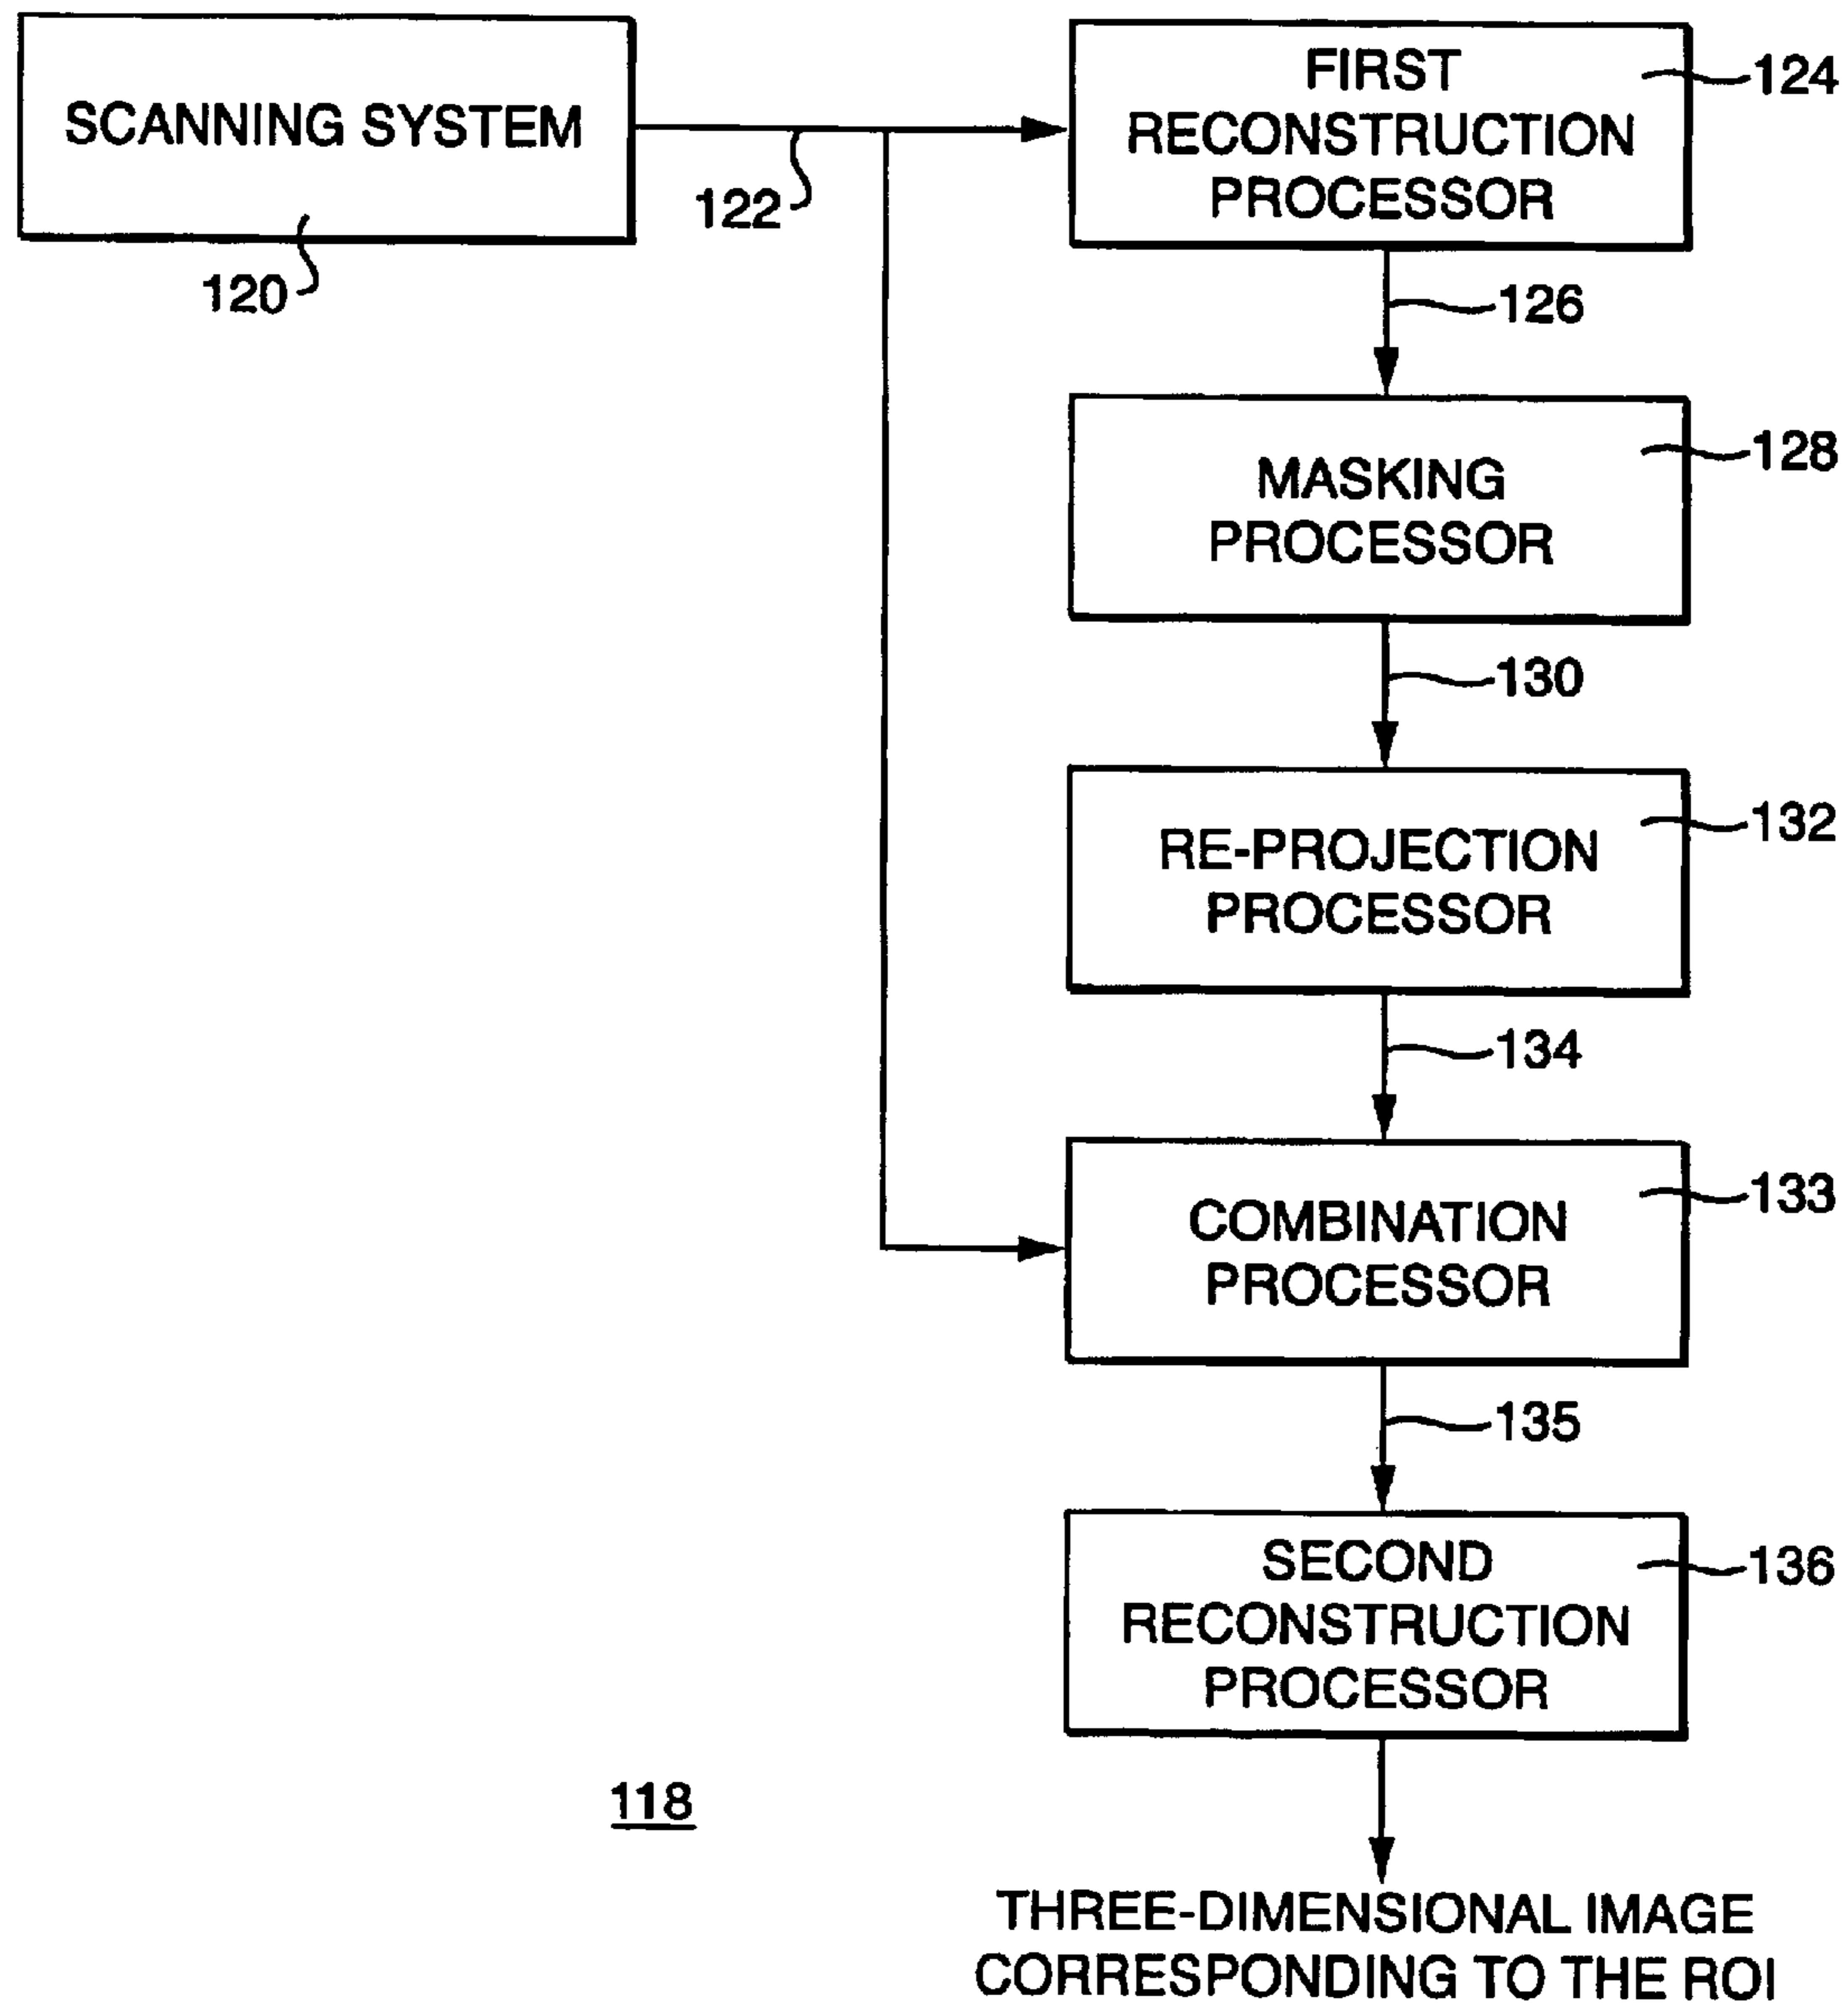 SCANNING SYSTEM
120
122
FIRST
RECONSTRUCTION
PROCESSOR
124
126
MASKING
PROCESSOR
128
130
RE-PROJECTION
PROCESSOR
132
134
COMBINATION
PROCESSOR
133
135
SECOND
RECONSTRUCTION
PROCESSOR
136
118
THREE-DIMENSIONAL IMAGE
CORRESPONDING TO THE ROI